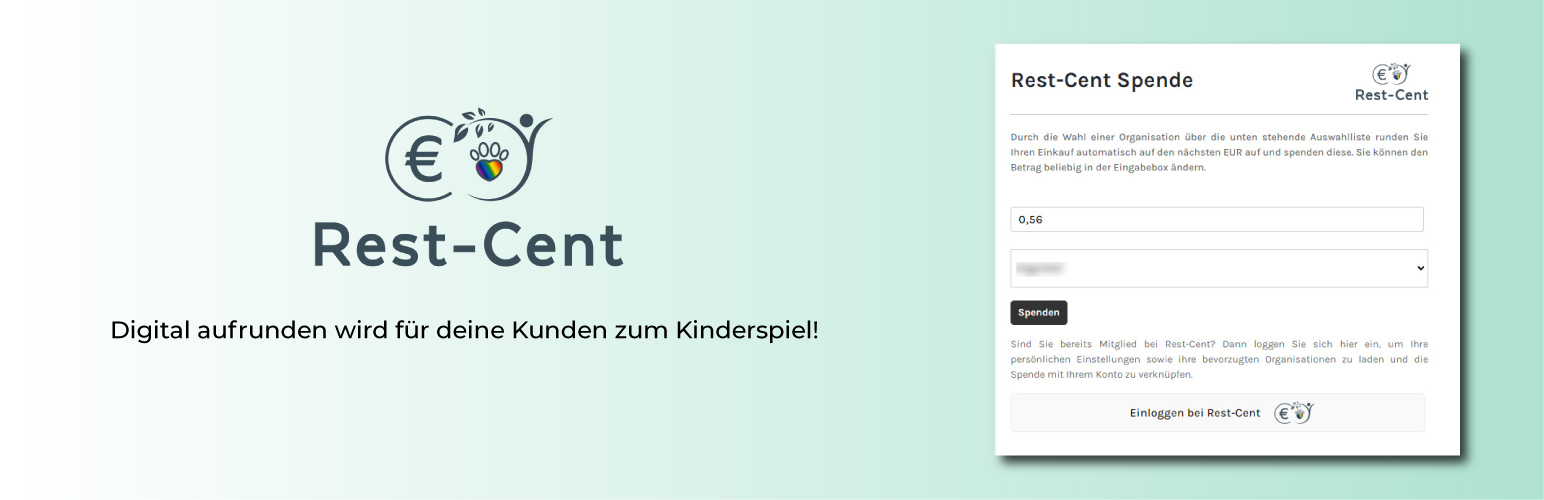 €
Rest-Cent
Digital aufrunden wird für deine Kunden zum Kinderspiel!
Rest-Cent Spende
€
Rest-Cent
Durch die Wahl einer Organisation über die unten stehende Auswahlliste runden Sie
Ihren Einkauf automatisch auf den nächsten EUR auf und spenden diese. Sie können den
Betrag beliebig in der Eingabebox ändern.
0,56
Spenden
Sind Sie bereits Mitglied bei Rest-Cent? Dann loggen Sie sich hier ein, um Ihre
persönlichen Einstellungen sowie ihre bevorzugten Organisationen zu laden und die
Spende mit Ihrem Konto zu verknüpfen.
Einloggen bei Rest-Cent €